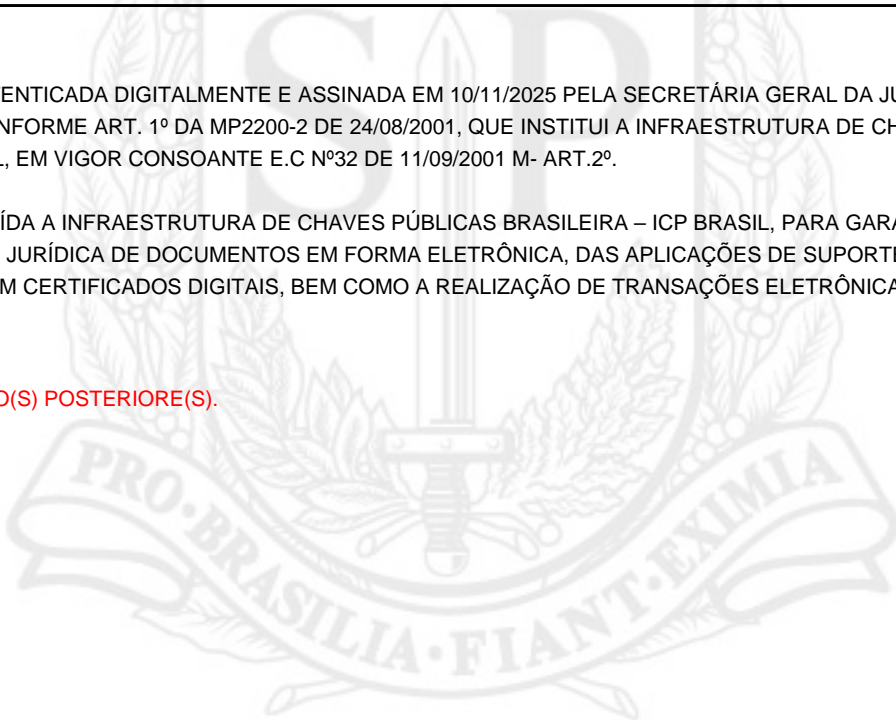 ENTICADA DIGITALMENTE E ASSINADA EM 10/11/2025 PELA SECRETÁRIA GERAL DA JU
NFORME ART. 1º DA MP2200-2 DE 24/08/2001, QUE INSTITUI A INFRAESTRUTURA DE CH
L, EM VIGOR CONSOANTE E.C Nº32 DE 11/09/2001 M- ART.2º.
ÍDA A INFRAESTRUTURA DE CHAVES PÚBLICAS BRASILEIRA – ICP BRASIL, PARA GARA
JURÍDICA DE DOCUMENTOS EM FORMA ELETRÔNICA, DAS APLICAÇÕES DE SUPORTE
M CERTIFICADOS DIGITAIS, BEM COMO A REALIZAÇÃO DE TRANSAÇÕES ELETRÔNICA
O(S) POSTERIORE(S).
SP
PRO·BRASILIA·FIANT·EXIMIA